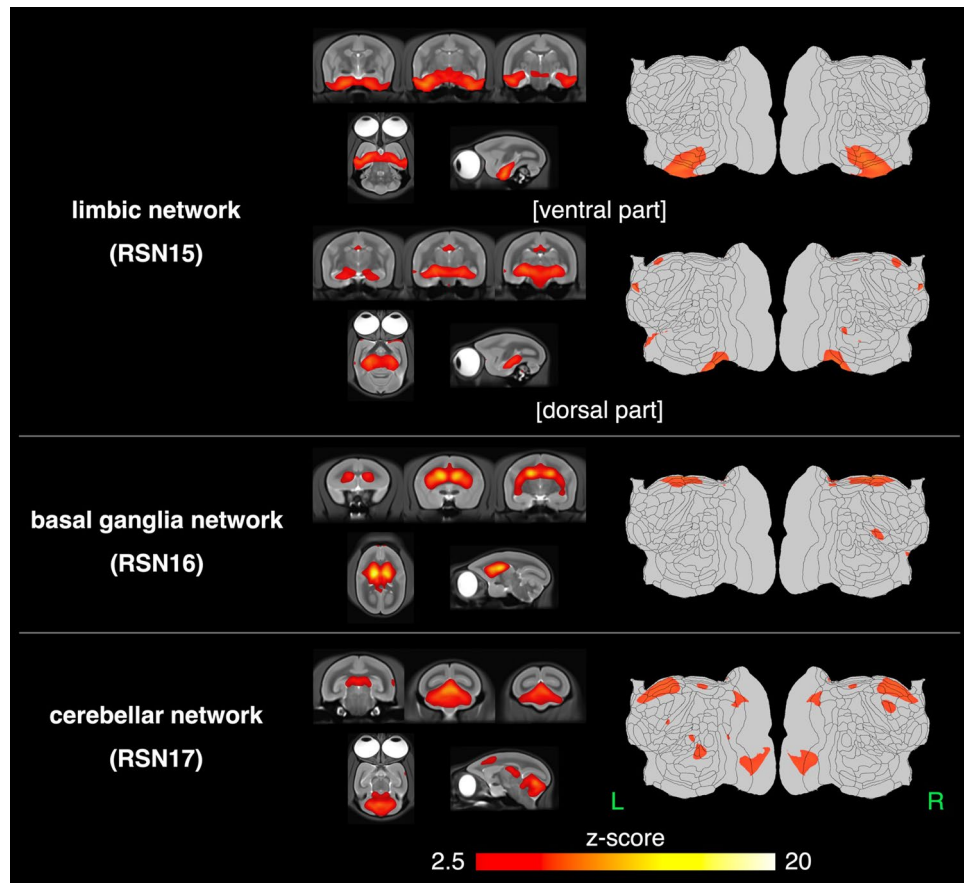 limbic network
(RSN15)
[ventral part]
[dorsal part]
basal ganglia network
(RSN16)
cerebellar network
(RSN17)
L
R
z-score
2.5
20